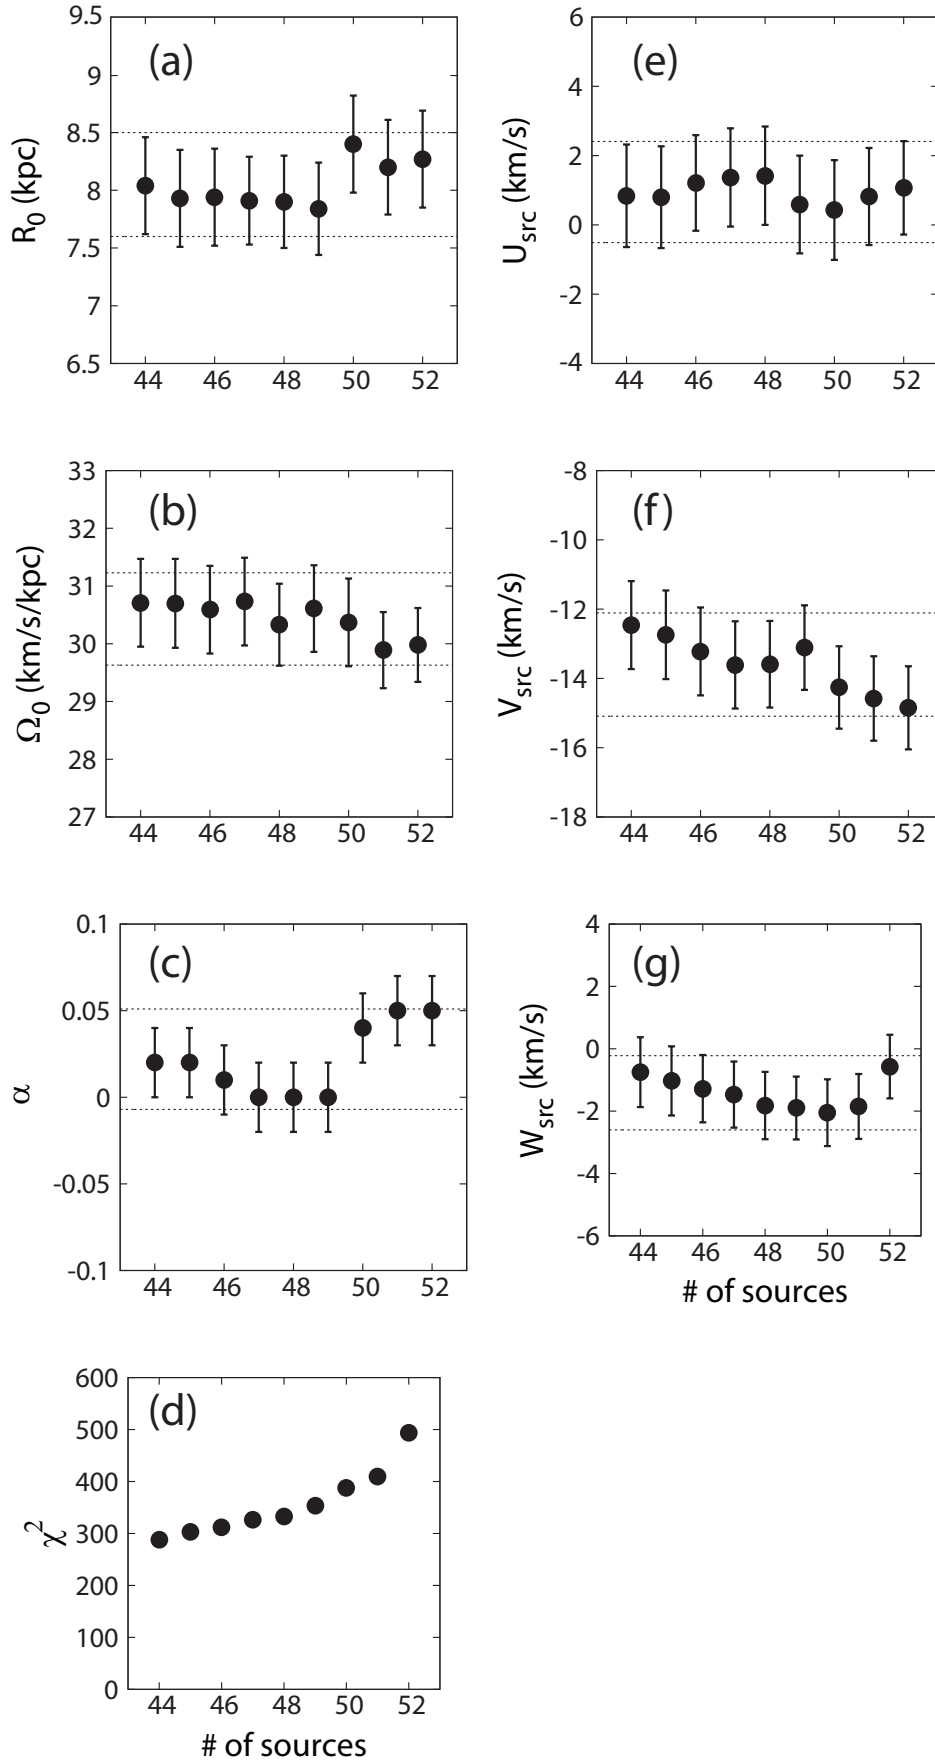 (a)
R0 (kpc)
9.5
9
8.5
8
7.5
7
6.5
44 46 48 50 52
(e)
Usrc (km/s)
6
4
2
0
-2
-4
44 46 48 50 52
(b)
Ω0 (km/s/kpc)
33
32
31
30
29
28
27
44 46 48 50 52
(f)
Vsrc (km/s)
-8
-10
-12
-14
-16
-18
44 46 48 50 52
(c)
α
0.1
0.05
0
-0.05
-0.1
44 46 48 50 52
(g)
Wsrc (km/s)
4
2
0
-2
-4
-6
44 46 48 50 52
# of sources
(d)
χ2
600
500
400
300
200
100
0
44 46 48 50 52
# of sources